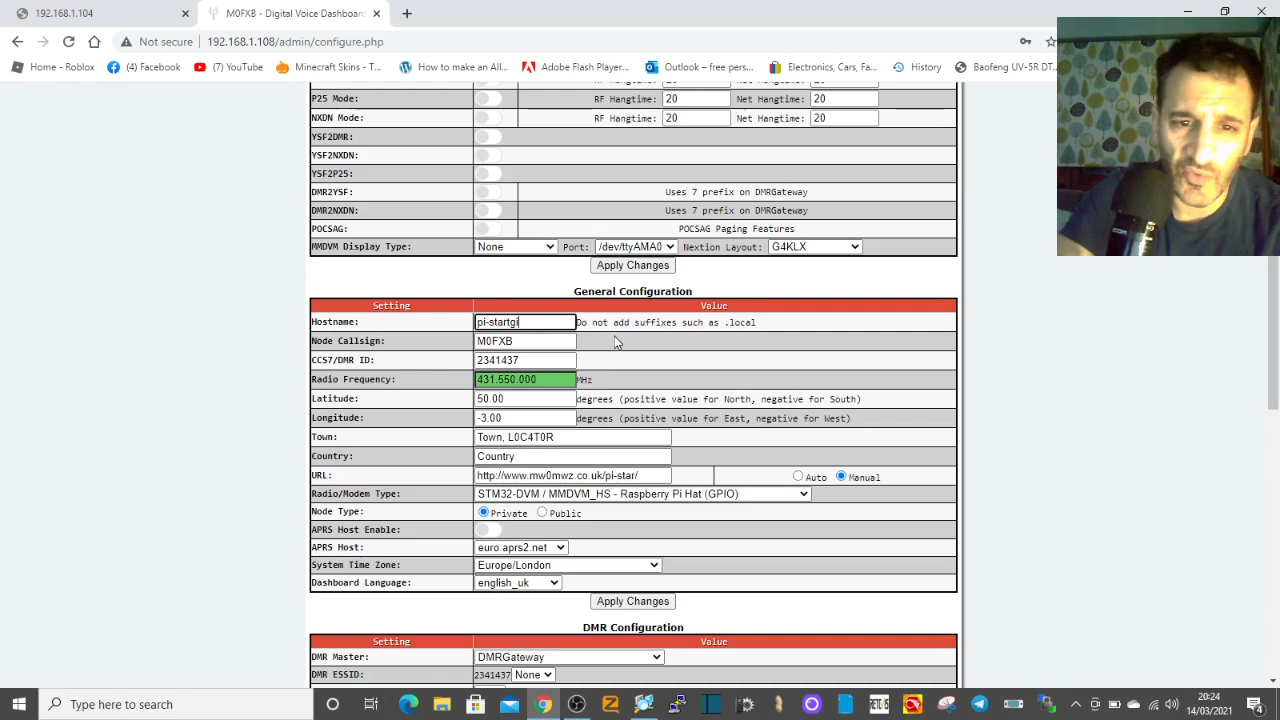 192.168.1.104
M0FXB - Digital Voice Dashboard
Not secure
192.168.1.108/admin/configure.php
Home - Roblox
(4) Facebook
(7) YouTube
Minecraft Skins - T...
How to make an All...
Adobe Flash Player...
Outlook – free pers...
Electronics, Cars, Fa...
History
Baofeng UV-5R DT
P25 Mode: RF Hangtime: 20 Net Hangtime: 20
NXDN Mode: RF Hangtime: 20 Net Hangtime: 20
YSF2DMR:
YSF2NXDN:
YSF2P25:
DMR2YSF: Uses 7 prefix on DMRGateway
DMR2NXDN: Uses 7 prefix on DMRGateway
POCSAG: POCSAG Paging Features
MMDVM Display Type: None Port: /dev/ttyAMA0 Nextion Layout: G4KLX
Apply Changes
General Configuration
Setting Value
Hostname: pi-startgi Do not add suffixes such as .local
Node Callsign: M0FXB
CCS7/DMR ID: 2341437
Radio Frequency: 431.550.000 MHz
Latitude: 50.00 degrees (positive value for North, negative for South)
Longitude: -3.00 degrees (positive value for East, negative for West)
Town: Town, L0C4T0R
Country: Country
URL: http://www.mw0mwz.co.uk/pi-star/ Auto Manual
Radio/Modem Type: STM32-DVM / MMDVM_HS - Raspberry Pi Hat (GPIO)
Node Type: Private Public
APRS Host Enable:
APRS Host: euro.aprs2.net
System Time Zone: Europe/London
Dashboard Language: english_uk
Apply Changes
DMR Configuration
Setting Value
DMR Master: DMRGateway
DMR ESSID: 2341437 None
Type here to search
20:24
14/03/2021
4